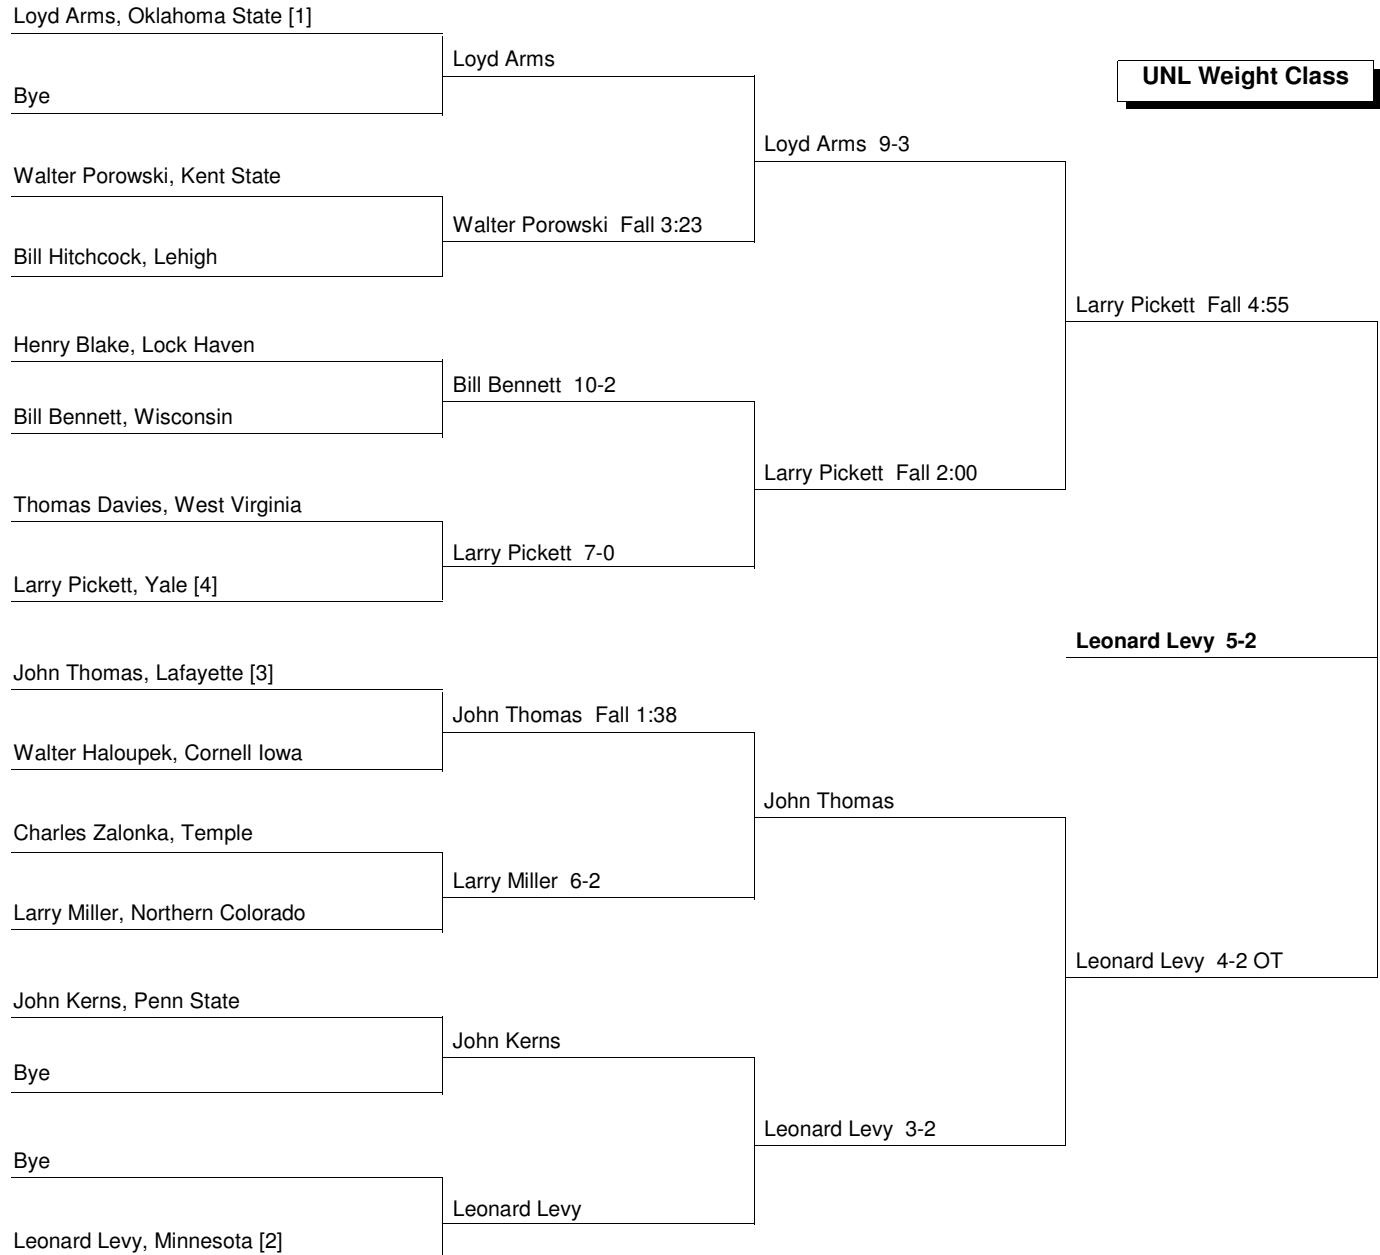 Loyd Arms, Oklahoma State [1]
Loyd Arms
UNL Weight Class
Bye
Loyd Arms 9-3
Walter Porowski, Kent State
Walter Porowski Fall 3:23
Bill Hitchcock, Lehigh
Larry Pickett Fall 4:55
Henry Blake, Lock Haven
Bill Bennett 10-2
Bill Bennett, Wisconsin
Larry Pickett Fall 2:00
Thomas Davies, West Virginia
Larry Pickett 7-0
Larry Pickett, Yale [4]
Leonard Levy 5-2
John Thomas, Lafayette [3]
John Thomas Fall 1:38
Walter Haloupek, Cornell Iowa
John Thomas
Charles Zalonka, Temple
Larry Miller 6-2
Larry Miller, Northern Colorado
Leonard Levy 4-2 OT
John Kerns, Penn State
John Kerns
Bye
Leonard Levy 3-2
Bye
Leonard Levy
Leonard Levy, Minnesota [2]